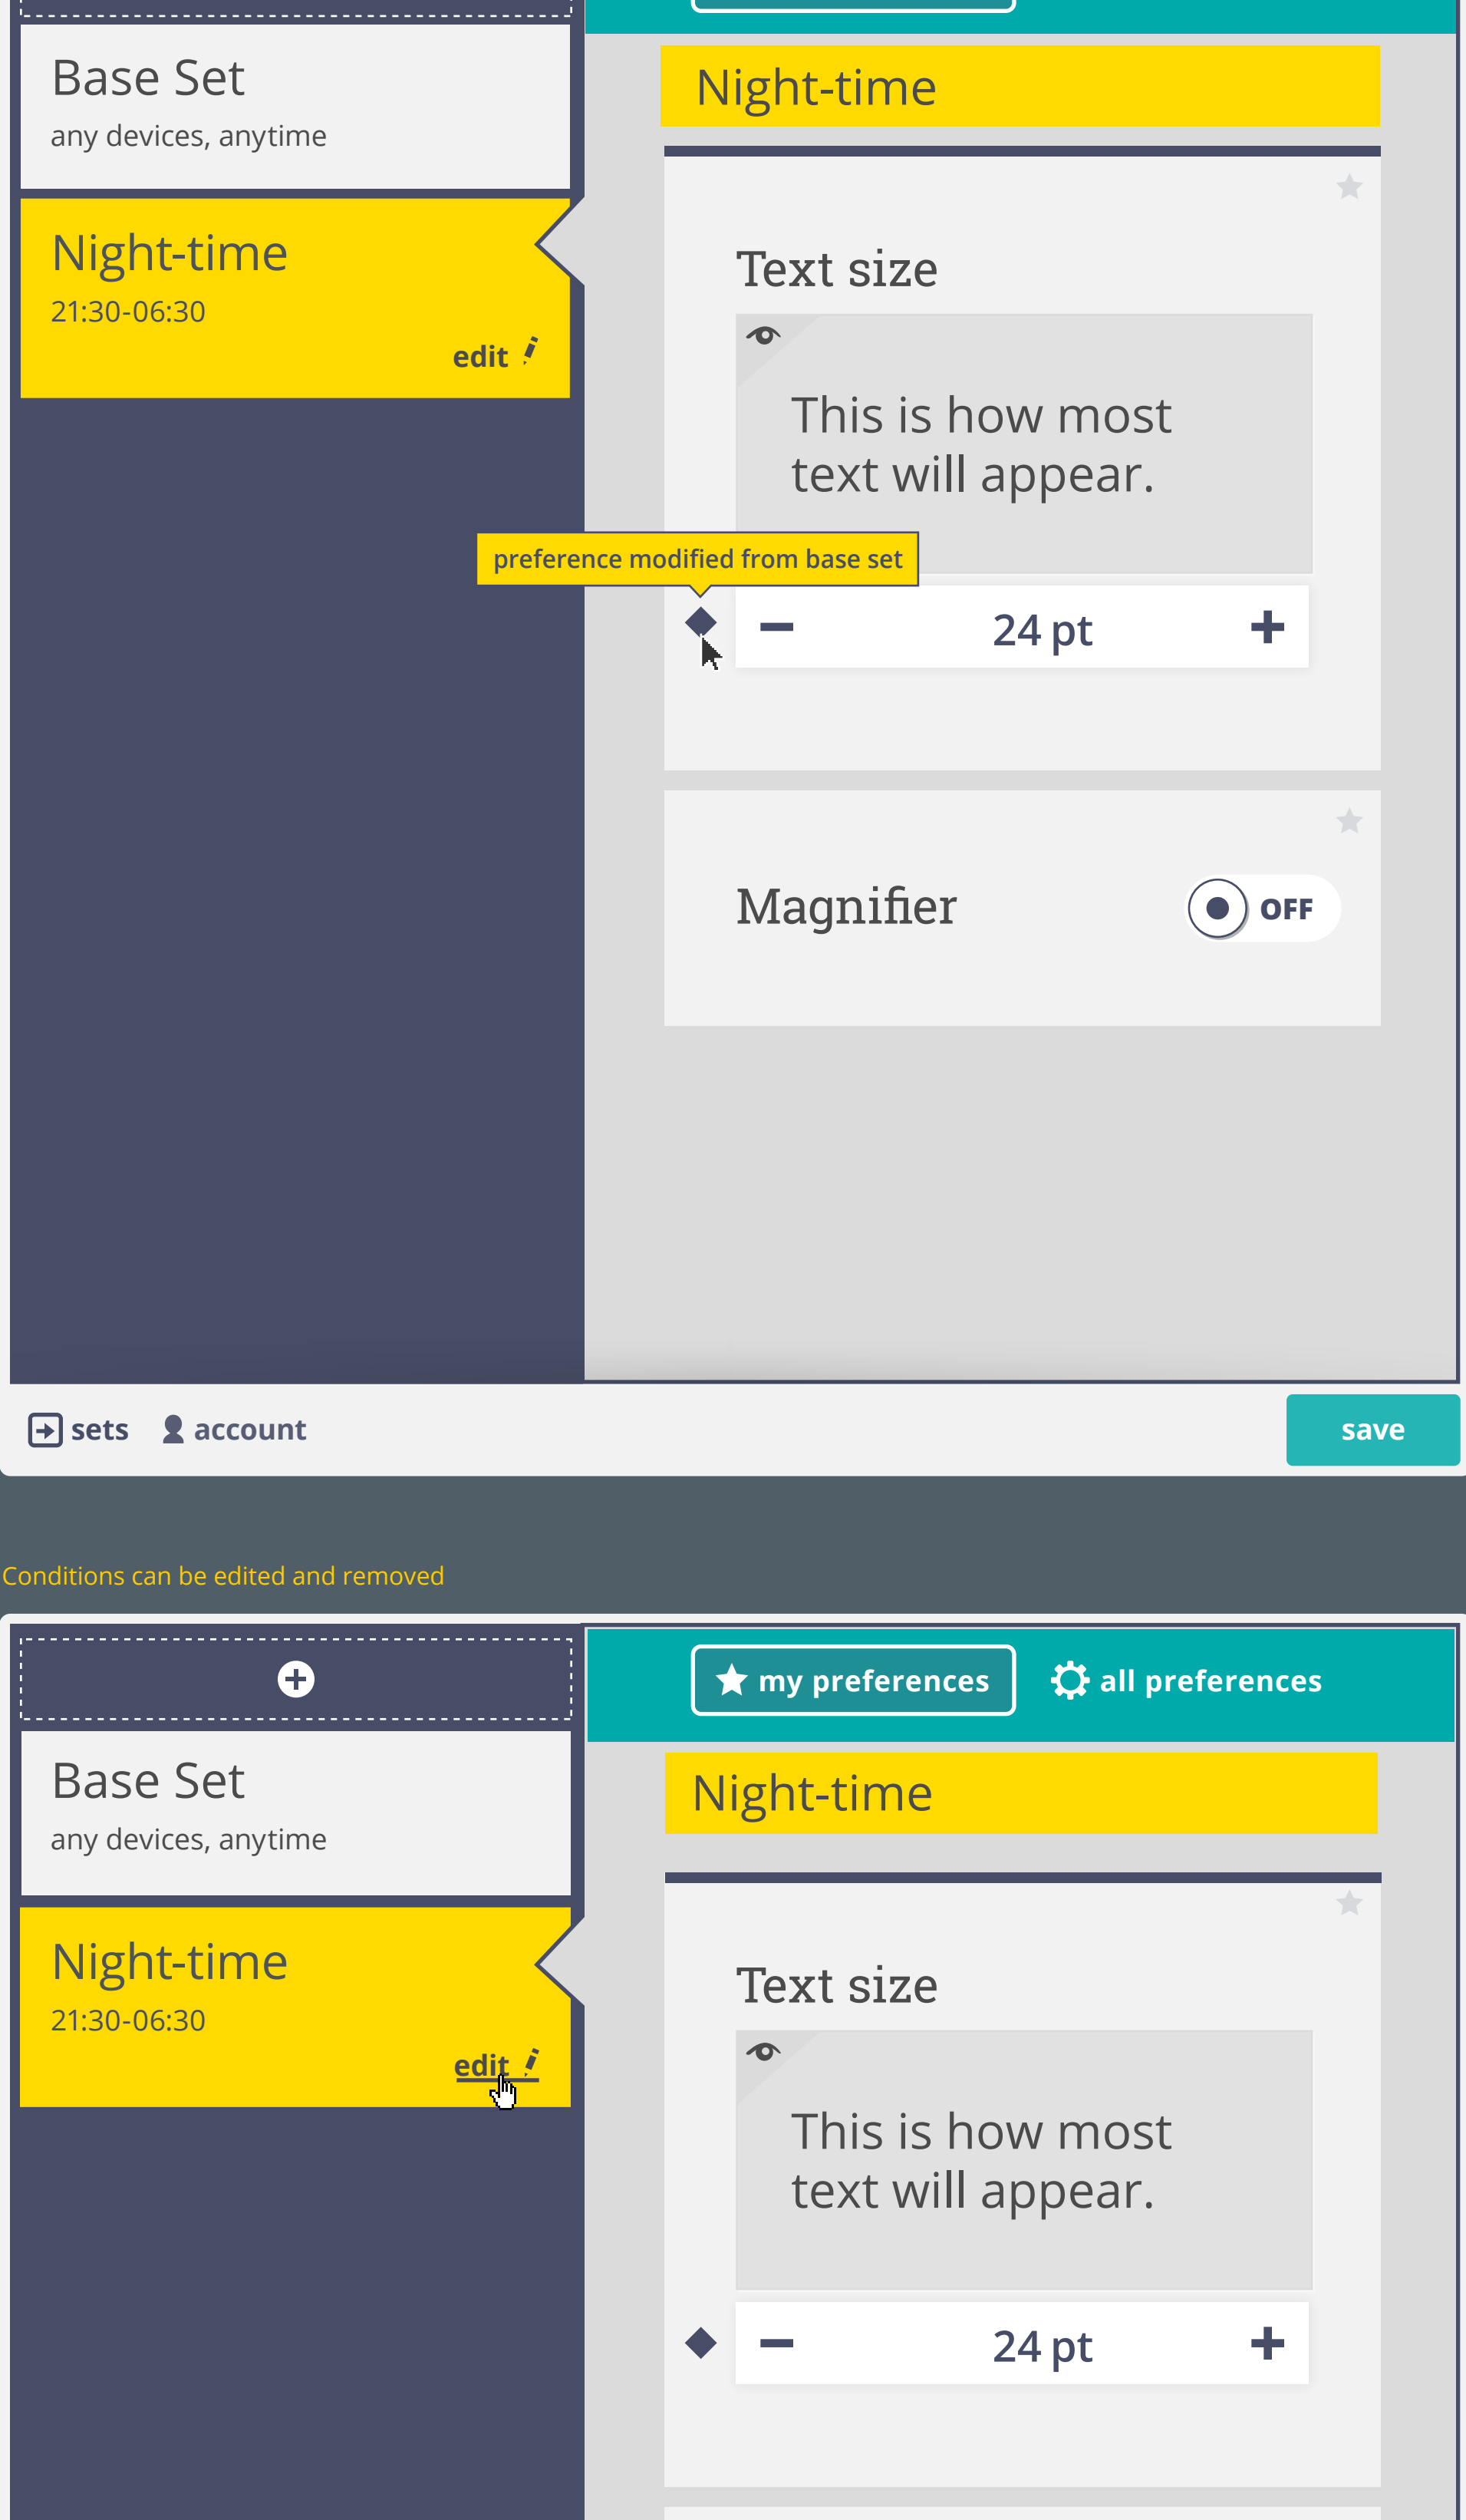 Base Set
any devices, anytime
Night-time
21:30-06:30
edit
Night-time
Text size
This is how most
text will appear.
preference modified from base set
24 pt
Magnifier
OFF
sets
account
save
Conditions can be edited and removed
my preferences
all preferences
Base Set
any devices, anytime
Night-time
21:30-06:30
edit
Night-time
Text size
This is how most
text will appear.
24 pt